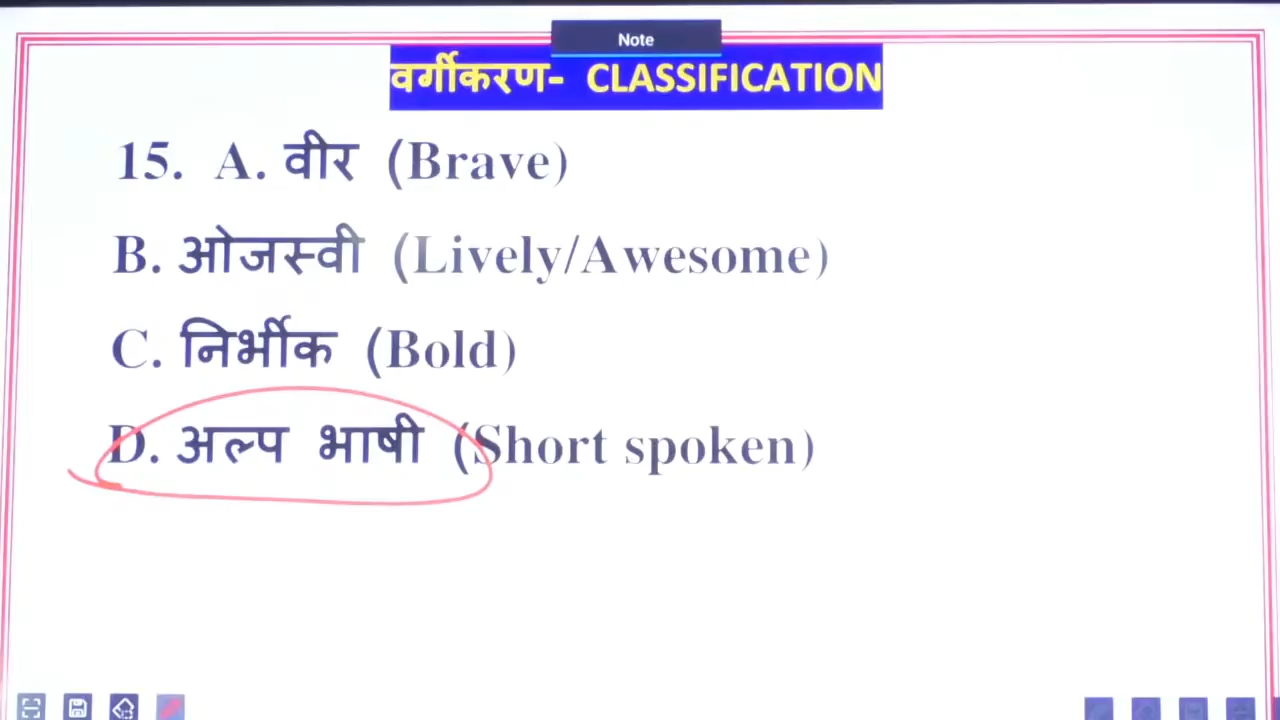 Note
वर्गीकरण- CLASSIFICATION
15. A. वीर (Brave)
B. ओजस्वी (Lively/Awesome)
C. निर्भीक (Bold)
D. अल्प भाषी (Short spoken)